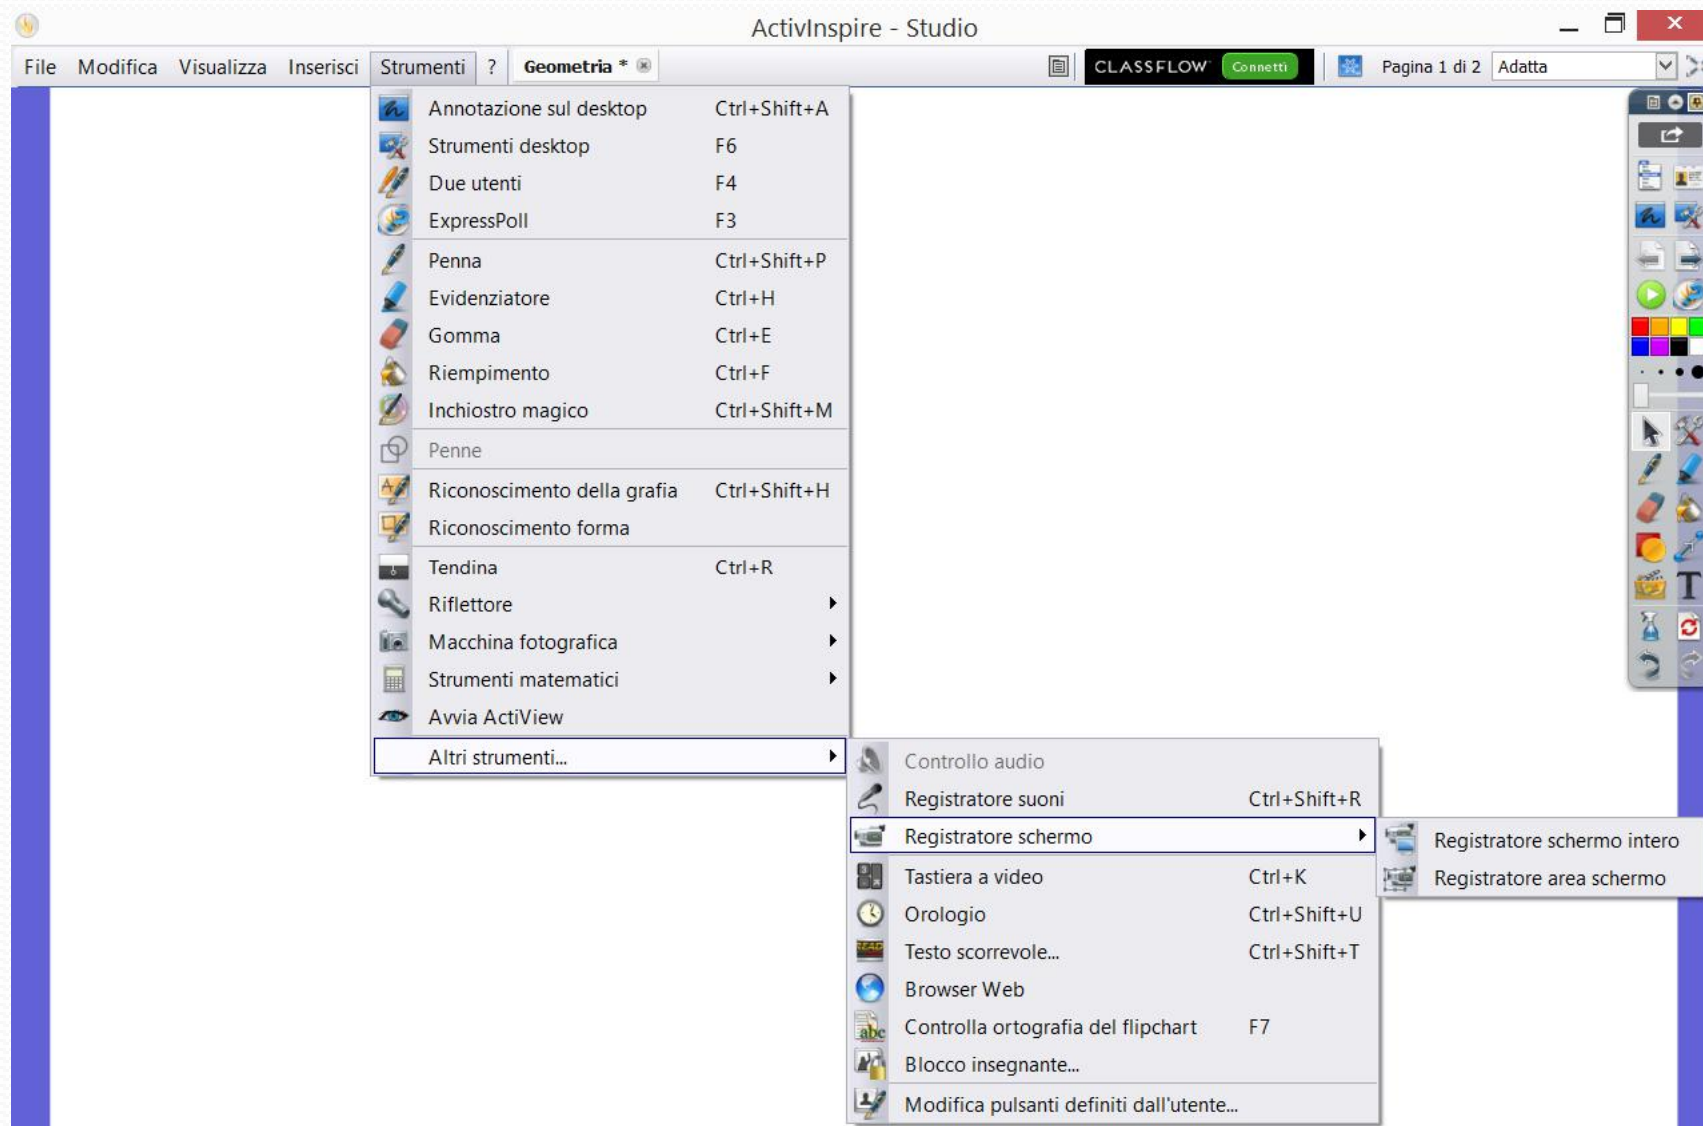 ActivInspire - Studio
File Modifica Visualizza Inserisci Strumenti ? Geometria * CLASSFLOW Connetti Pagina 1 di 2 Adatta
Annotazione sul desktop Ctrl+Shift+A
Strumenti desktop F6
Due utenti F4
ExpressPoll F3
Penna Ctrl+Shift+P
Evidenziatore Ctrl+H
Gomma Ctrl+E
Riempimento Ctrl+F
Inchiostro magico Ctrl+Shift+M
Penne
Riconoscimento della grafia Ctrl+Shift+H
Riconoscimento forma
Tendina Ctrl+R
Riflettore
Macchina fotografica
Strumenti matematici
Avvia ActiView
Altri strumenti...
Controllo audio
Registratore suoni Ctrl+Shift+R
Registratore schermo
Registratore schermo intero
Registratore area schermo
Tastiera a video Ctrl+K
Orologio Ctrl+Shift+U
Testo scorrevole... Ctrl+Shift+T
Browser Web
Controlla ortografia del flipchart F7
Blocco insegnante...
Modifica pulsanti definiti dall'utente...